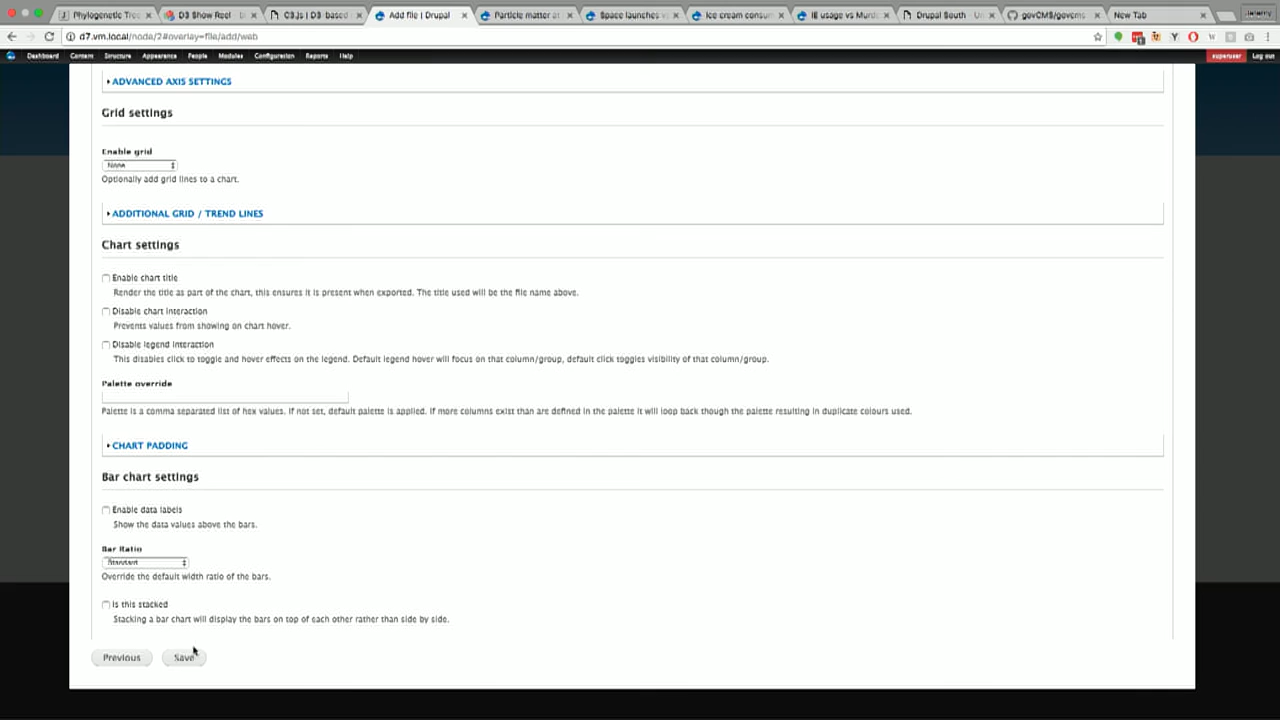 Phylogenetic Tree
D3 Show Reel
C3.js | D3-based
Add file | Drupal
Particle matter
Space launches
Ice cream consum
IE usage vs Murd
Drupal South
govCMS/govcms
New Tab
Jeremy
d7.vm.local/node/2#overlay=file/add/web
Dashboard Content Structure Appearance People Modules Configuration Reports Help superuser Log out
ADVANCED AXIS SETTINGS
Grid settings
Enable grid
None
Optionally add grid lines to a chart.
ADDITIONAL GRID / TREND LINES
Chart settings
Enable chart title
Render the title as part of the chart, this ensures it is present when exported. The title used will be the file name above.
Disable chart interaction
Prevents values from showing on chart hover.
Disable legend interaction
This disables click to toggle and hover effects on the legend. Default legend hover will focus on that column/group, default click toggles visibility of that column/group.
Palette override
Palette is a comma separated list of hex values. If not set, default palette is applied. If more columns exist than are defined in the palette it will loop back though the palette resulting in duplicate colours used.
CHART PADDING
Bar chart settings
Enable data labels
Show the data values above the bars.
Bar Ratio
Standard
Override the default width ratio of the bars.
Is this stacked
Stacking a bar chart will display the bars on top of each other rather than side by side.
Previous Save